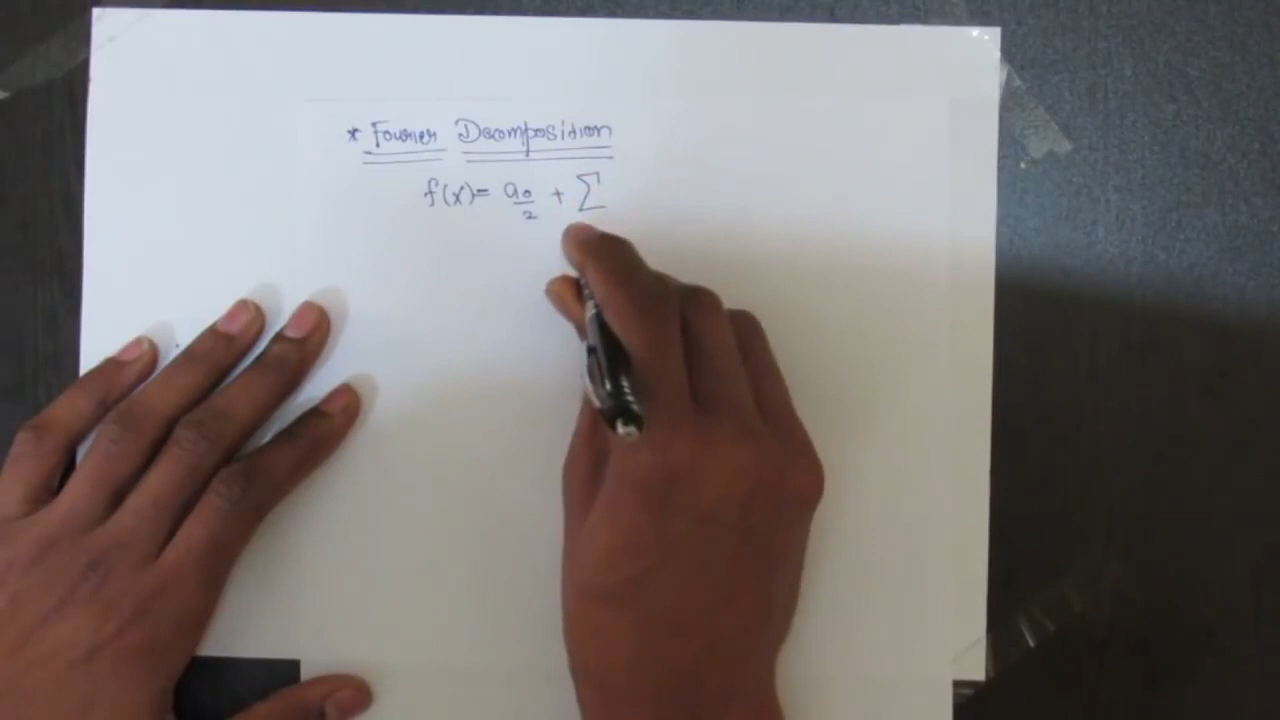 * Fourier Decomposition
f(x)= a₀/2 + Σ